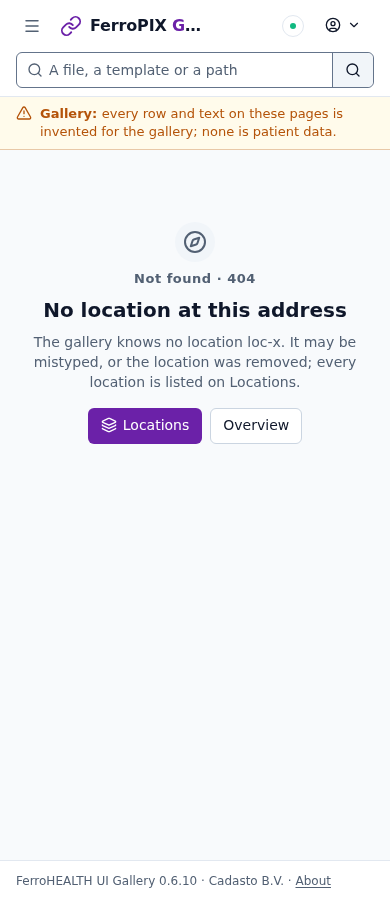 FerroPIX G...
A file, a template or a path
Gallery: every row and text on these pages is
invented for the gallery; none is patient data.
Not found · 404
No location at this address
The gallery knows no location loc-x. It may be
mistyped, or the location was removed; every
location is listed on Locations.
Locations
Overview
FerroHEALTH UI Gallery 0.6.10 · Cadasto B.V. · About